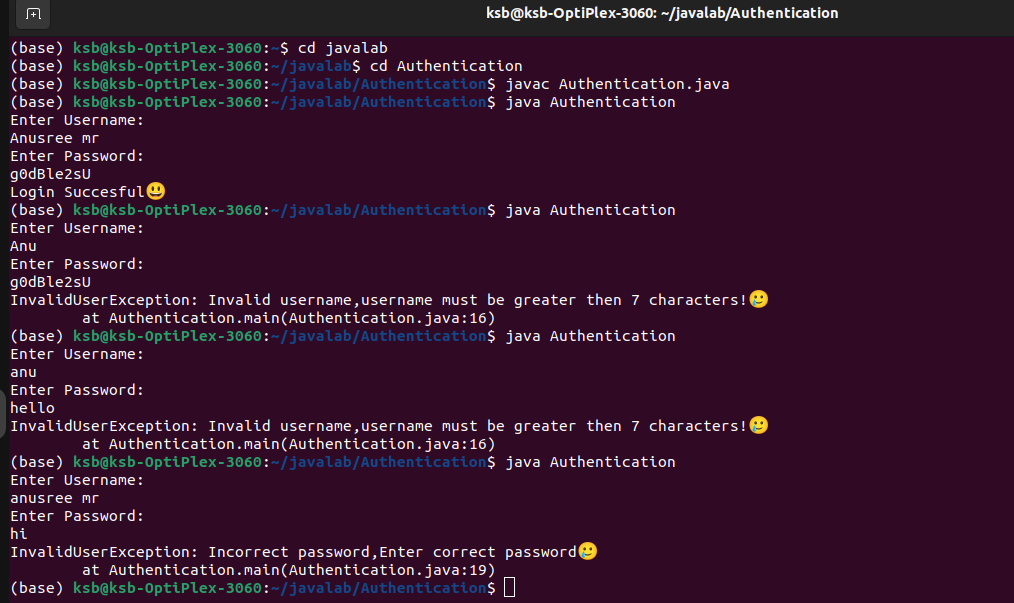 ksb@ksb-OptiPlex-3060: ~/javalab/Authentication
(base) ksb@ksb-OptiPlex-3060:~$ cd javalab
(base) ksb@ksb-OptiPlex-3060:~/javalab$ cd Authentication
(base) ksb@ksb-OptiPlex-3060:~/javalab/Authentication$ javac Authentication.java
(base) ksb@ksb-OptiPlex-3060:~/javalab/Authentication$ java Authentication
Enter Username:
Anusree mr
Enter Password:
g0dBle2sU
Login Succesful😃
(base) ksb@ksb-OptiPlex-3060:~/javalab/Authentication$ java Authentication
Enter Username:
Anu
Enter Password:
g0dBle2sU
InvalidUserException: Invalid username,username must be greater then 7 characters!🥲
        at Authentication.main(Authentication.java:16)
(base) ksb@ksb-OptiPlex-3060:~/javalab/Authentication$ java Authentication
Enter Username:
anu
Enter Password:
hello
InvalidUserException: Invalid username,username must be greater then 7 characters!🥲
        at Authentication.main(Authentication.java:16)
(base) ksb@ksb-OptiPlex-3060:~/javalab/Authentication$ java Authentication
Enter Username:
anusree mr
Enter Password:
hi
InvalidUserException: Incorrect password,Enter correct password🥲
        at Authentication.main(Authentication.java:19)
(base) ksb@ksb-OptiPlex-3060:~/javalab/Authentication$